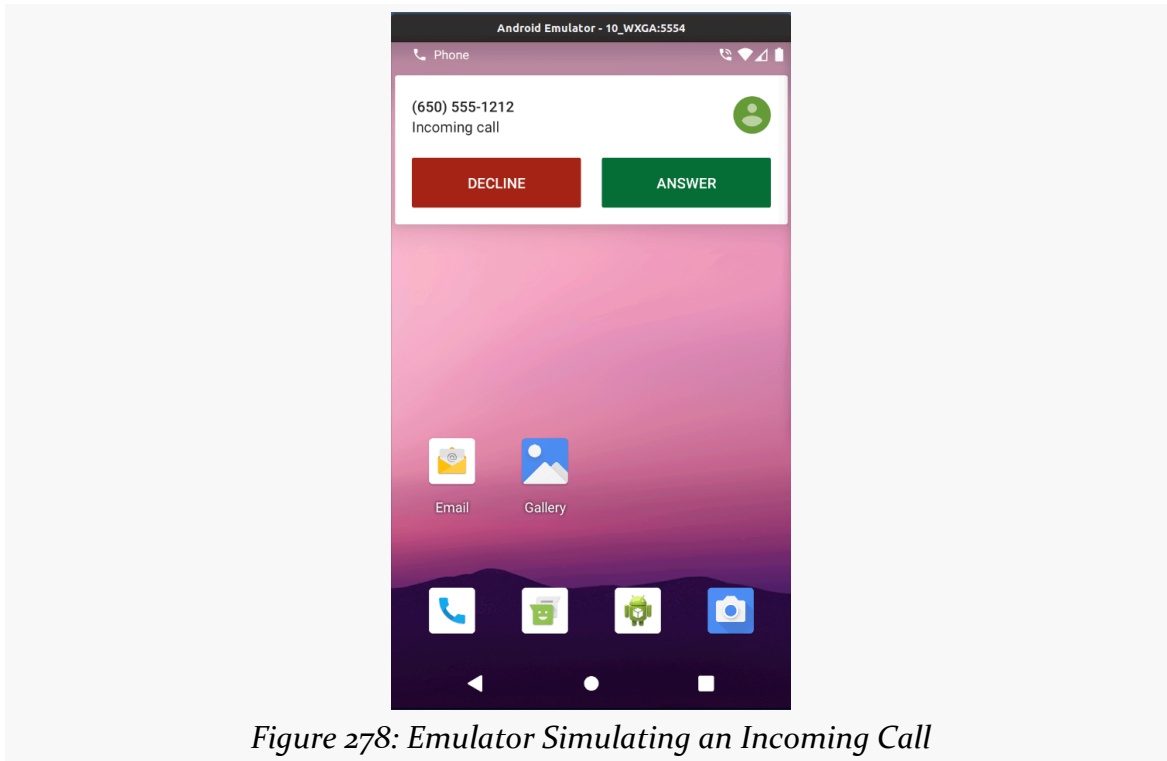 Android Emulator - 10_WXGA:5554
Phone
(650) 555-1212
Incoming call
DECLINE ANSWER
@
Email Gallery
Figure 278: Emulator Simulating an Incoming Call